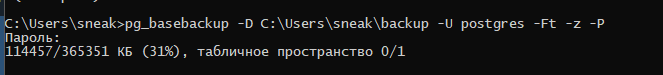 C:\Users\sneak>pg_basebackup -D C:\Users\sneak\backup -U postgres -Ft -z -P
Пароль:
114457/365351 КБ (31%), табличное пространство 0/1